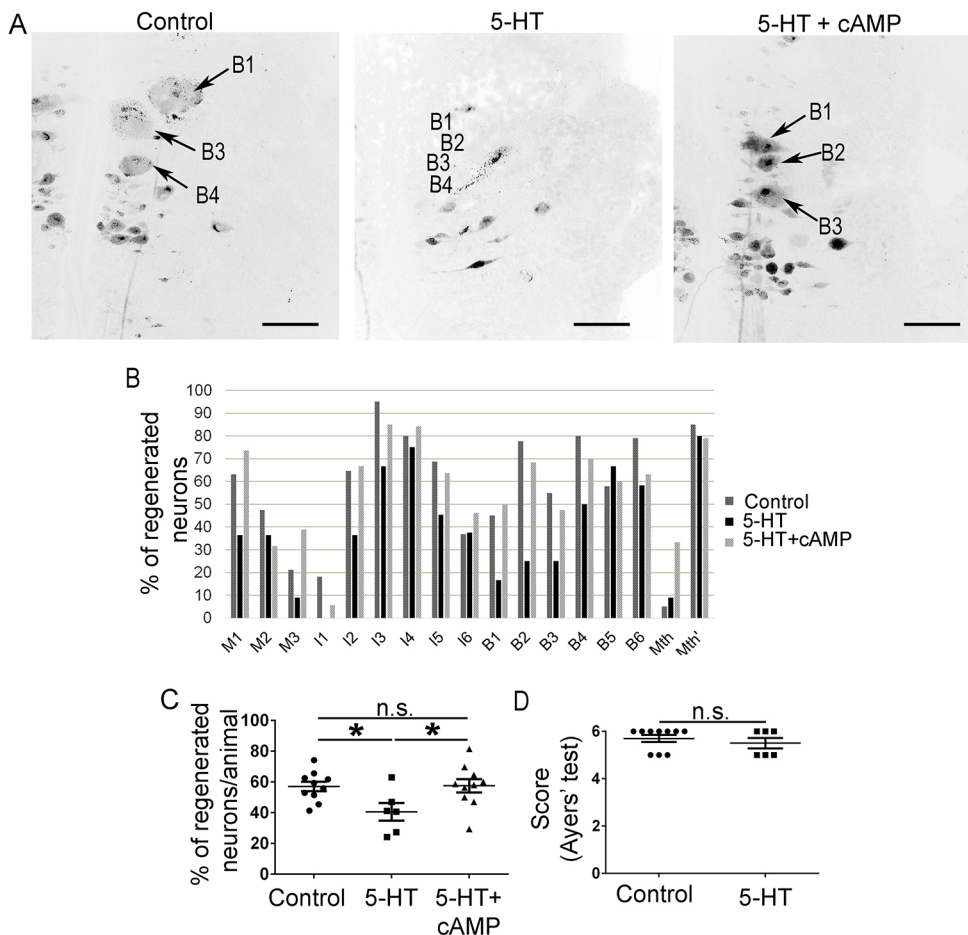 A
Control
5-HT
5-HT + cAMP
B1
B3
B4
B1
B2
B3
B4
B1
B2
B3
B
% of regenerated
neurons
100
90
80
70
60
50
40
30
20
10
0
M1 M2 M3 I1 I2 I3 I4 I5 I6 B1 B2 B3 B4 B5 B6 Mth Mth'
Control
5-HT
5-HT+cAMP
C
% of regenerated
neurons/animal
100
80
60
40
20
0
n.s.
* *
Control 5-HT 5-HT+
cAMP
D
Score
(Ayers' test)
6
4
2
0
n.s.
Control 5-HT